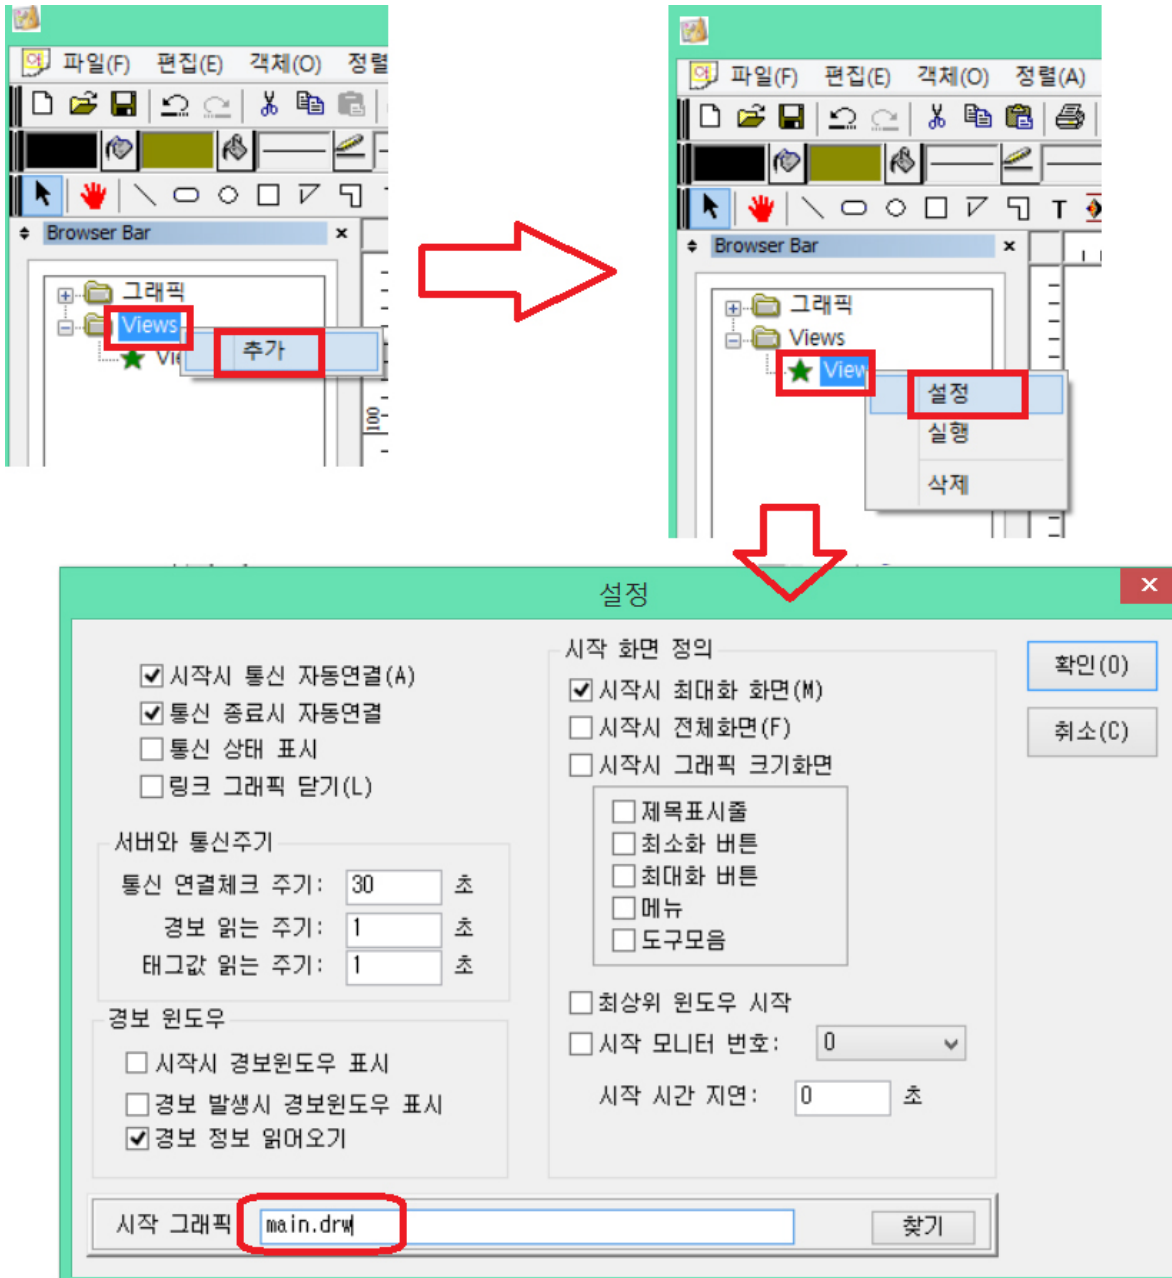 파일(F) 편집(E) 객체(O) 정렬
Browser Bar
그래픽
Views
추가
100
파일(F) 편집(E) 객체(O) 정렬(A)
T
Browser Bar
그래픽
Views
View
설정
실행
삭제
설정
시작시 통신 자동연결(A)
통신 종료시 자동연결
통신 상태 표시
링크 그래픽 닫기(L)
서버와 통신주기
통신 연결체크 주기: 30 초
경보 읽는 주기: 1 초
태그값 읽는 주기: 1 초
경보 윈도우
시작시 경보윈도우 표시
경보 발생시 경보윈도우 표시
경보 정보 읽어오기
시작 화면 정의
시작시 최대화 화면(M)
시작시 전체화면(F)
시작시 그래픽 크기화면
제목표시줄
최소화 버튼
최대화 버튼
메뉴
도구모음
최상위 윈도우 시작
시작 모니터 번호: 0
시작 시간 지연: 0 초
확인(O)
취소(C)
시작 그래픽 main.drw 찾기